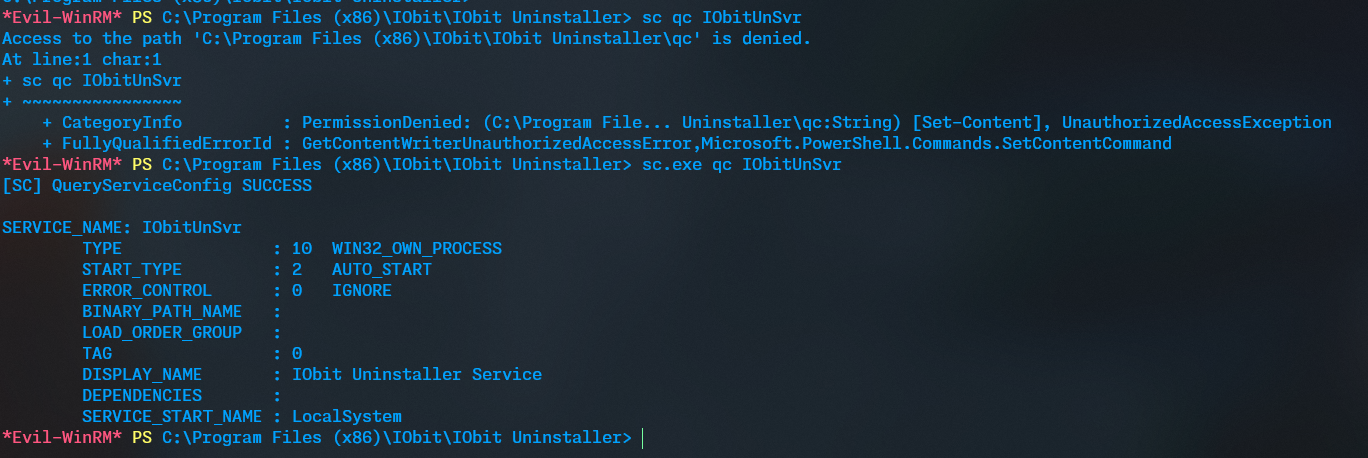 *Evil-WinRM* PS C:\Program Files (x86)\IObit\IObit Uninstaller> sc qc IObitUnSvr
Access to the path 'C:\Program Files (x86)\IObit\IObit Uninstaller\qc' is denied.
At line:1 char:1
+ sc qc IObitUnSvr
+ ~~~~~~~~~~~~~~~~
    + CategoryInfo          : PermissionDenied: (C:\Program File... Uninstaller\qc:String) [Set-Content], UnauthorizedAccessException
    + FullyQualifiedErrorId : GetContentWriterUnauthorizedAccessError,Microsoft.PowerShell.Commands.SetContentCommand
*Evil-WinRM* PS C:\Program Files (x86)\IObit\IObit Uninstaller> sc.exe qc IObitUnSvr
[SC] QueryServiceConfig SUCCESS

SERVICE_NAME: IObitUnSvr
        TYPE               : 10  WIN32_OWN_PROCESS
        START_TYPE         : 2   AUTO_START
        ERROR_CONTROL      : 0   IGNORE
        BINARY_PATH_NAME   :
        LOAD_ORDER_GROUP   :
        TAG                : 0
        DISPLAY_NAME       : IObit Uninstaller Service
        DEPENDENCIES       :
        SERVICE_START_NAME : LocalSystem
*Evil-WinRM* PS C:\Program Files (x86)\IObit\IObit Uninstaller>